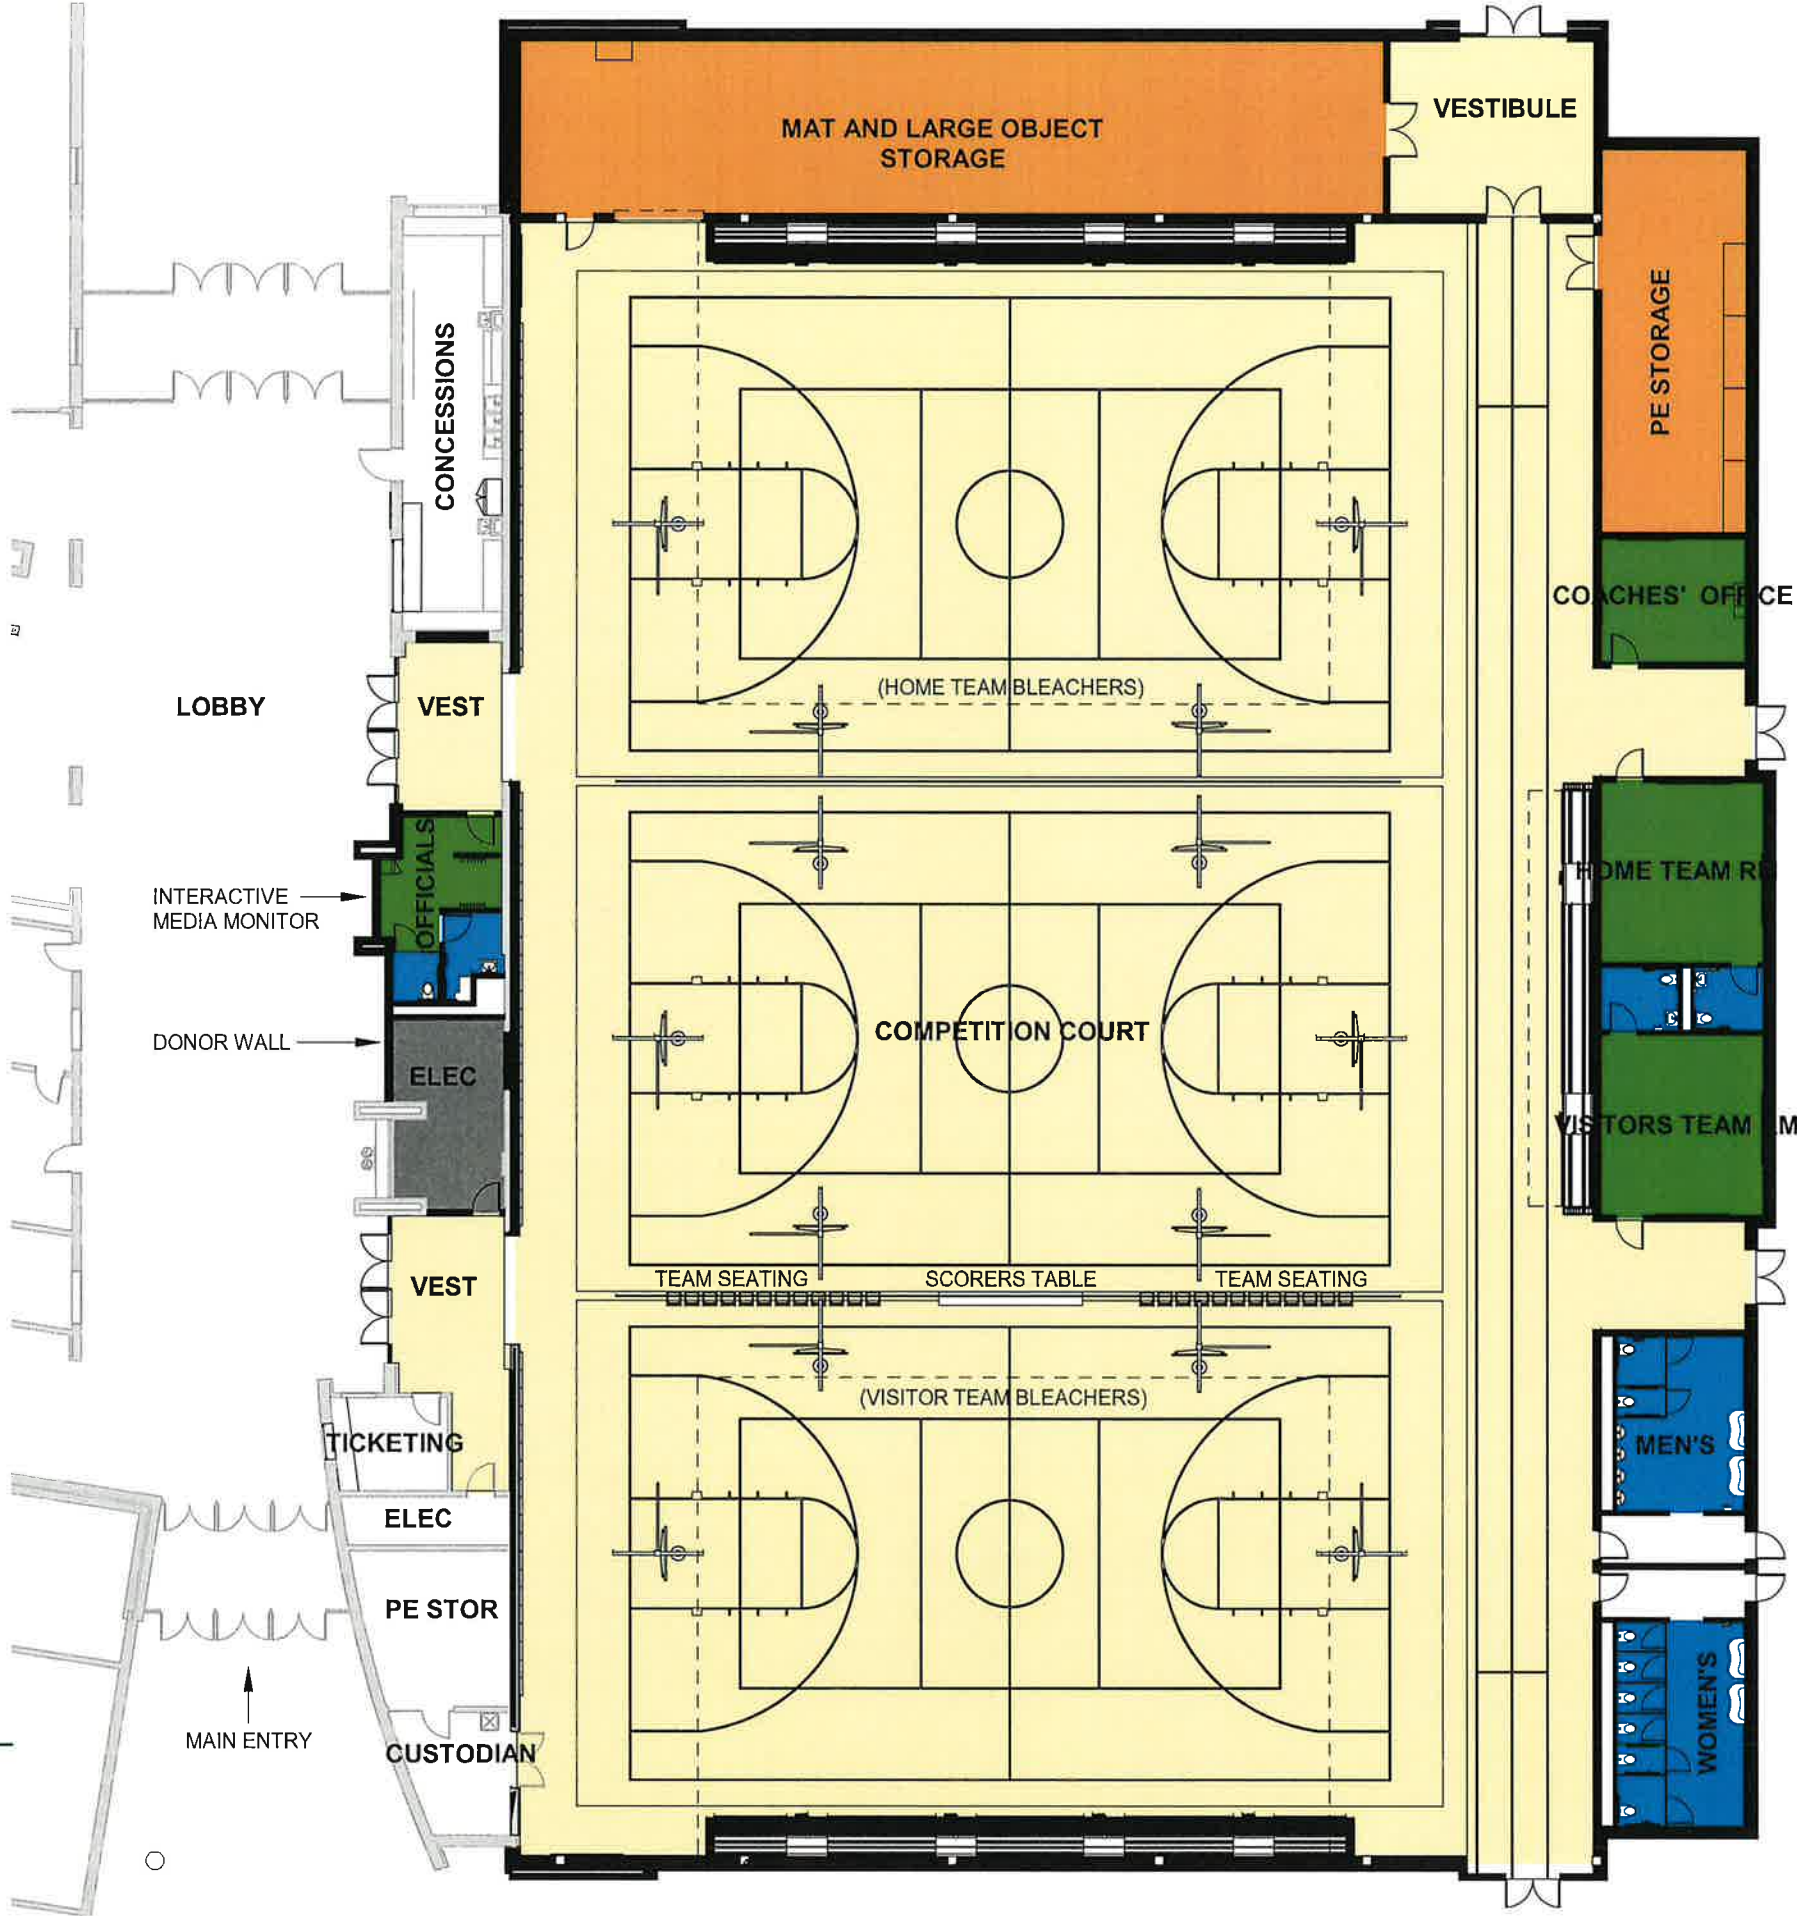 MAT AND LARGE OBJECT
STORAGE
VESTIBULE
PE STORAGE
CONCESSIONS
COACHES' OFFICE
LOBBY
VEST
(HOME TEAM BLEACHERS)
OFFICIALS
HOME TEAM
INTERACTIVE
MEDIA MONITOR
COMPETITION COURT
DONOR WALL
ELEC
VISITORS TEAM
VEST
TEAM SEATING
SCORERS TABLE
TEAM SEATING
(VISITOR TEAM BLEACHERS)
TICKETING
MEN'S
ELEC
PE STOR
WOMEN'S
MAIN ENTRY
CUSTODIAN